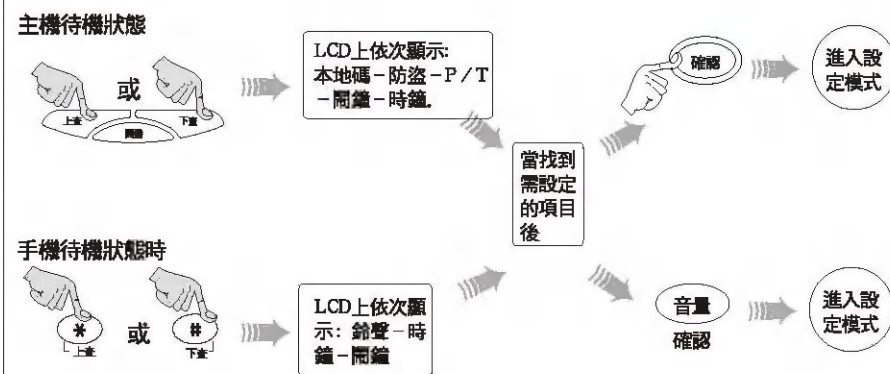 主機待機狀態
上查
或
下查
LCD上依次顯示:
本地碼－防盜－P／T
－鬧鐘－時鐘.
確認
進入設
定模式
當找到
需設定
的項目
後
手機待機狀態時
*
上查
或
#
下查
LCD上依次顯
示：鈴聲－時
鐘－鬧鐘
音量
確認
進入設
定模式